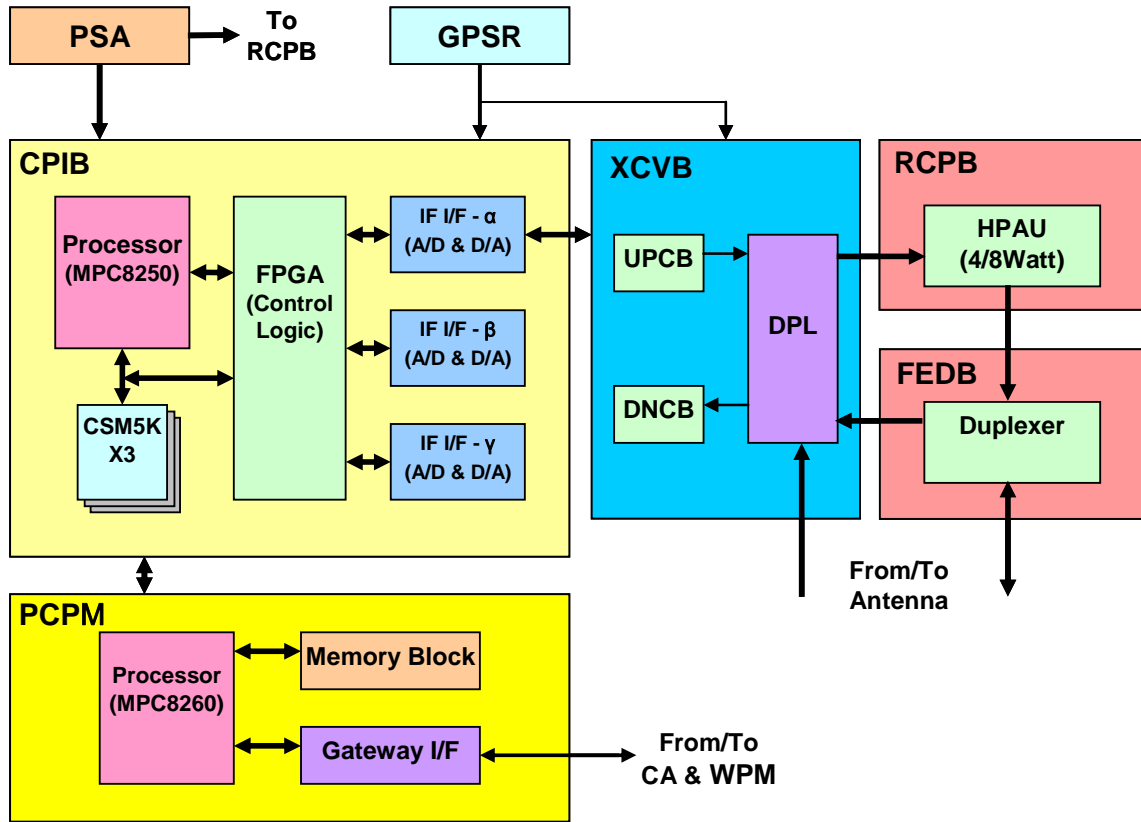 PSA
To
RCPB
GPSR
CPIB
Processor
(MPC8250)
FPGA
(Control
Logic)
IF I/F - α
(A/D & D/A)
IF I/F - β
(A/D & D/A)
IF I/F - γ
(A/D & D/A)
CSM5K
X3
XCVB
UPCB
DPL
DNCB
RCPB
HPAU
(4/8Watt)
FEDB
Duplexer
From/To
Antenna
PCPM
Processor
(MPC8260)
Memory Block
Gateway I/F
From/To
CA & WPM